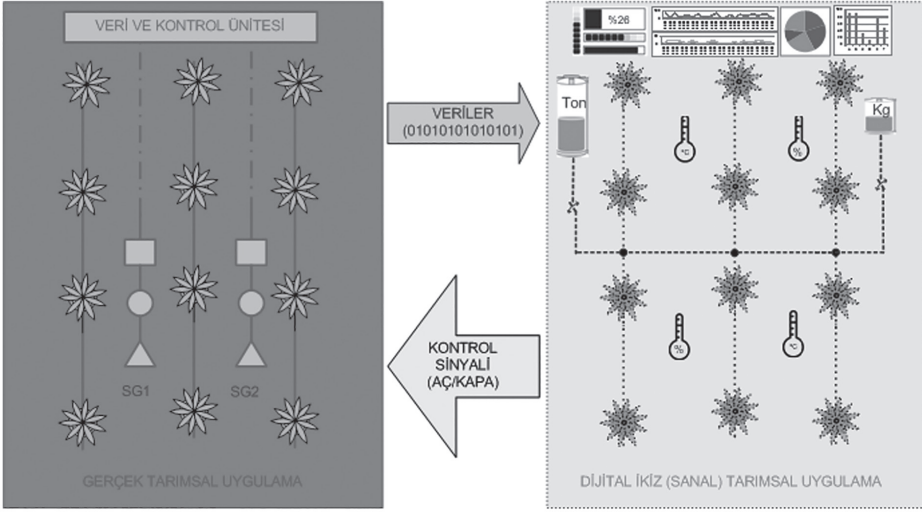 VERİ VE KONTROL ÜNİTESİ
SG1
SG2
GERÇEK TARIMSAL UYGULAMA
VERİLER
(01010101010101)
KONTROL
SİNYALİ
(AÇ/KAPA)
%26
Ton
Kg
°C
%
%
°C
DİJİTAL İKİZ (SANAL) TARIMSAL UYGULAMA